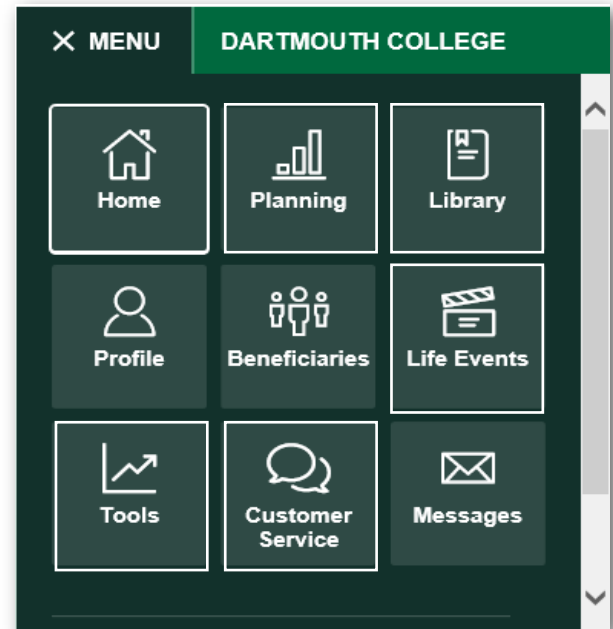 MENU
DARTMOUTH COLLEGE
Home
Planning
Library
Profile
Beneficiaries
Life Events
Tools
Customer
Service
Messages